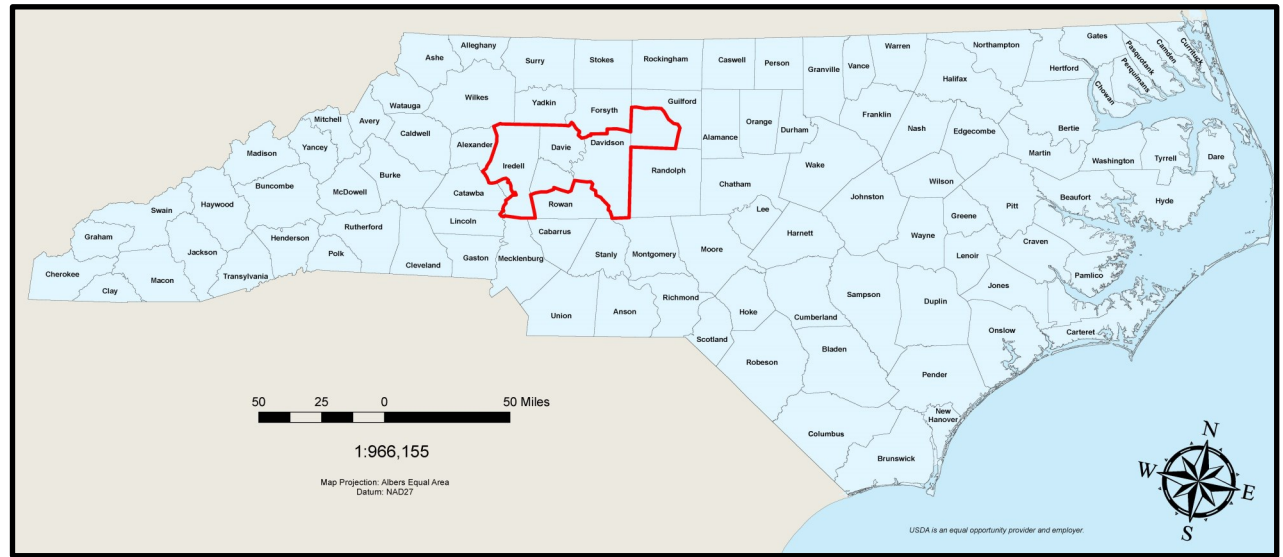 Alleghany
Ashe
Surry
Stokes
Rockingham
Caswell
Person
Granville
Vance
Warren
Northampton
Gates
Hertford
Halifax
Pasquotank
Camden
Currituck
Perquimans
Chowan
Wilkes
Watauga
Yadkin
Forsyth
Guilford
Mitchell
Avery
Caldwell
Alexander
Iredell
Davie
Davidson
Alamance
Orange
Durham
Franklin
Nash
Edgecombe
Bertie
Martin
Washington
Tyrrell
Dare
Madison
Yancey
Burke
McDowell
Buncombe
Haywood
Swain
Catawba
Rowan
Randolph
Chatham
Wake
Johnston
Wilson
Pitt
Beaufort
Hyde
Greene
Graham
Jackson
Henderson
Rutherford
Lincoln
Cabarrus
Lee
Harnett
Wayne
Lenoir
Craven
Pamlico
Cherokee
Clay
Macon
Transylvania
Polk
Cleveland
Gaston
Mecklenburg
Stanly
Montgomery
Moore
Jones
Carteret
Union
Anson
Richmond
Scotland
Hoke
Cumberland
Sampson
Duplin
Onslow
Robeson
Bladen
Pender
New
Hanover
Columbus
Brunswick
50 25 0 50 Miles
1:966,155
Map Projection: Albers Equal Area
Datum: NAD27
N
W
E
S
USDA is an equal opportunity provider and employer.